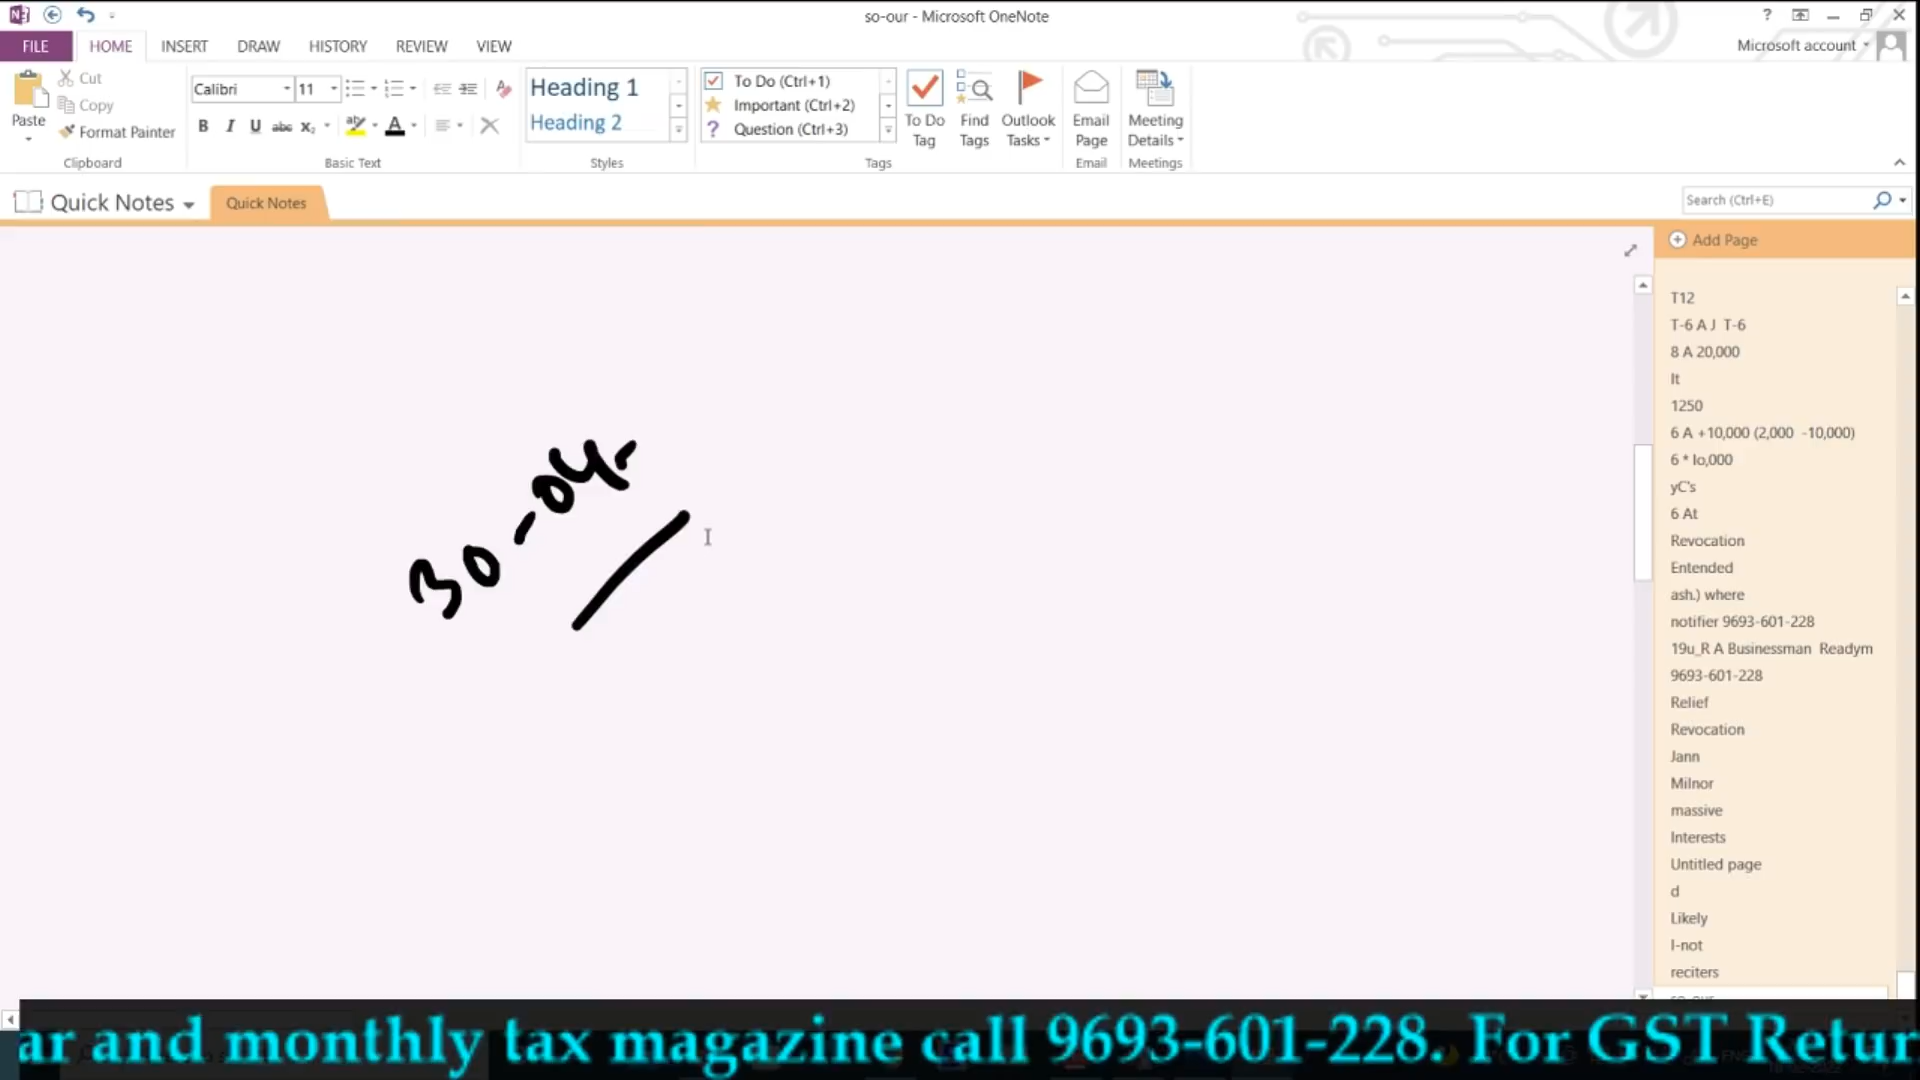 so-our - Microsoft OneNote
?
FILE HOME INSERT DRAW HISTORY REVIEW VIEW
Microsoft account
Paste
Cut
Copy
Format Painter
Clipboard
Calibri 11
B I U abc x₂ aby A
Basic Text
Heading 1
Heading 2
Styles
To Do (Ctrl+1)
Important (Ctrl+2)
? Question (Ctrl+3)
To Do Tag
Find Tags
Outlook Tasks
Tags
Email Page
Email
Meeting Details
Meetings
Quick Notes
Quick Notes
Search (Ctrl+E)
30-04-
Add Page
T12
T-6 A J T-6
8 A 20,000
It
1250
6 A +10,000 (2,000 -10,000)
6 * lo,000
yC's
6 At
Revocation
Entended
ash.) where
notifier 9693-601-228
19u_R A Businessman Readym
9693-601-228
Relief
Revocation
Jann
Milnor
massive
Interests
Untitled page
d
Likely
I-not
reciters
so-our
ar and monthly tax magazine call 9693-601-228. For GST Retur